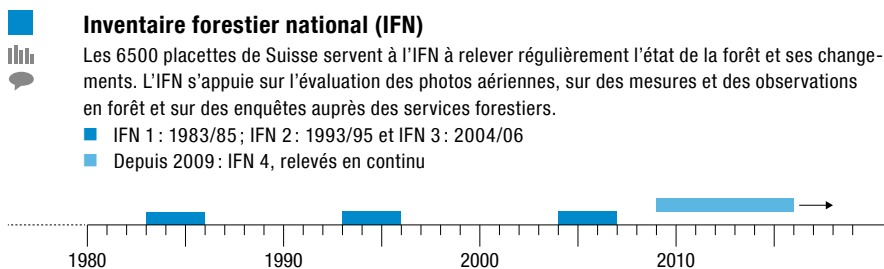 Inventaire forestier national (IFN)
Les 6500 placettes de Suisse servent à l’IFN à relever régulièrement l’état de la forêt et ses change-
ments. L’IFN s’appuie sur l’évaluation des photos aériennes, sur des mesures et des observations
en forêt et sur des enquêtes auprès des services forestiers.
IFN 1 : 1983/85 ; IFN 2 : 1993/95 et IFN 3 : 2004/06
Depuis 2009 : IFN 4, relevés en continu
1980 1990 2000 2010